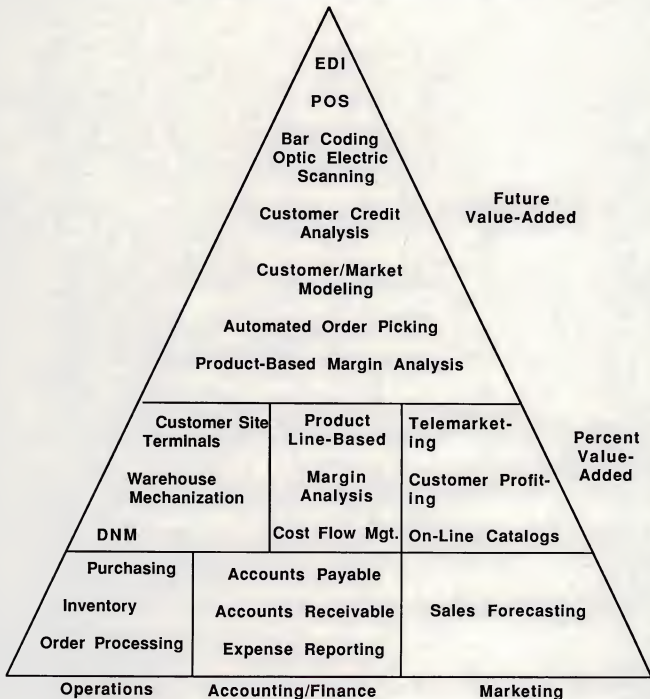 EDI
POS
Bar Coding
Optic Electric
Scanning
Customer Credit
Analysis
Customer/Market
Modeling
Automated Order Picking
Product-Based Margin Analysis
Future
Value-Added
Customer Site
Terminals
Warehouse
Mechanization
DNM
Product
Line-Based
Margin
Analysis
Cost Flow Mgt.
Telemarket-
ing
Customer Profit-
ing
On-Line Catalogs
Percent
Value-
Added
Purchasing
Inventory
Order Processing
Accounts Payable
Accounts Receivable
Expense Reporting
Sales Forecasting
Operations
Accounting/Finance
Marketing